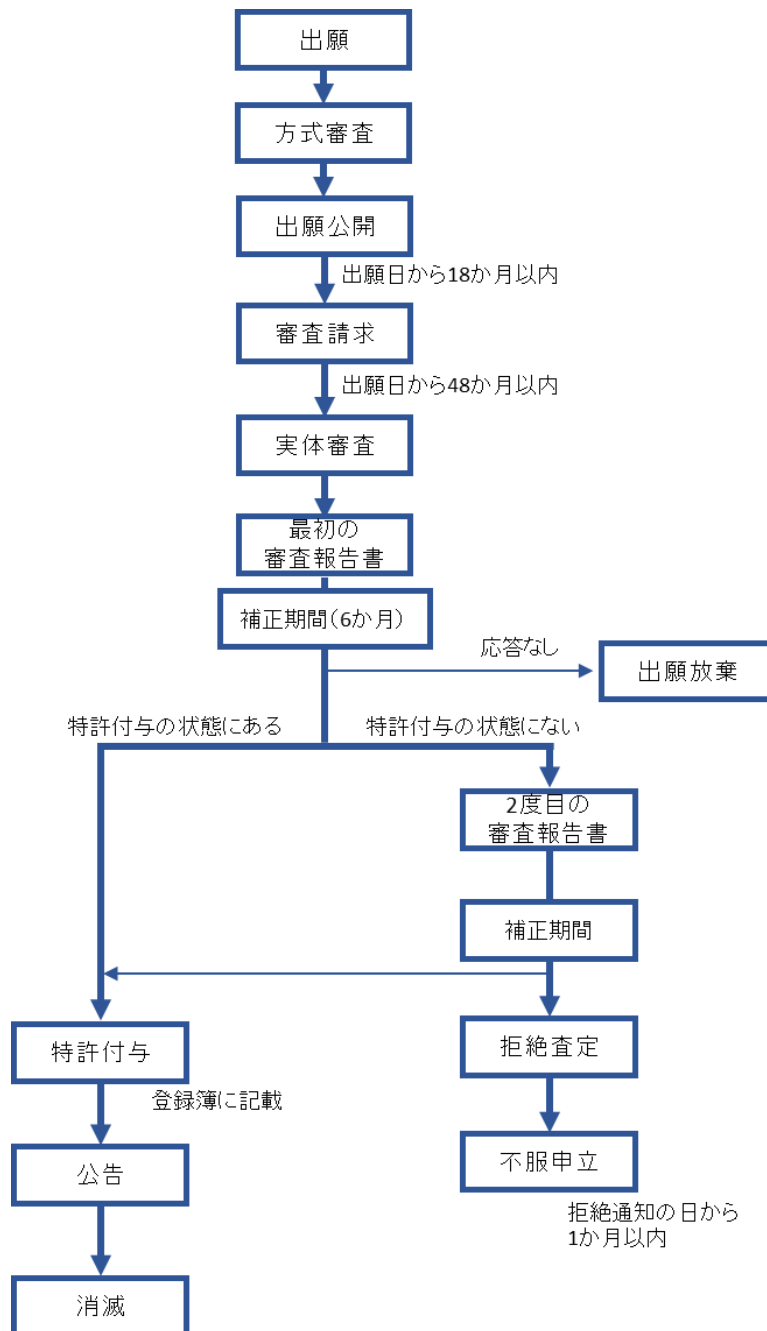 出願
方式審査
出願公開
出願日から18か月以内
審査請求
出願日から48か月以内
実体審査
最初の
審査報告書
補正期間（6か月）
応答なし
出願放棄
特許付与の状態にある
特許付与の状態にない
2度目の
審査報告書
補正期間
特許付与
拒絶査定
登録簿に記載
公告
不服申立
拒絶通知の日から
1か月以内
消滅